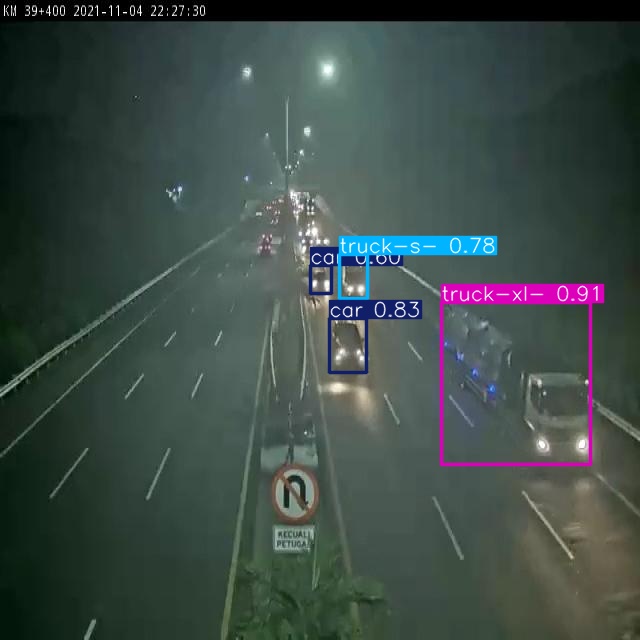 KM 39+400 2021-11-04 22:27:30
truck-s- 0.78
car 0.60
truck-xl- 0.91
car 0.83
KECUALI
PETUGAS